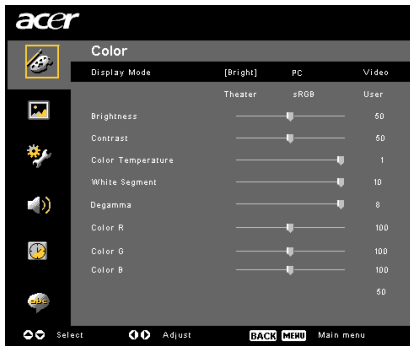 acer
Color
Display Mode [Bright] PC Video
Theater sRGB User
Brightness 50
Contrast 50
Color Temperature 1
White Segment 10
Degamma 8
Color R 100
Color G 100
Color B 100
50
abc
Select Adjust BACK MENU Main menu